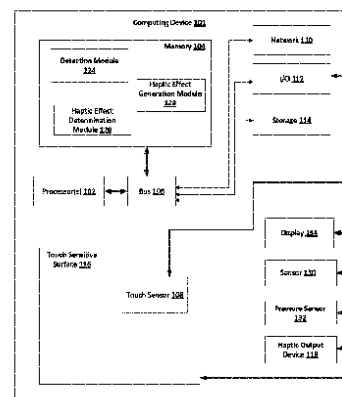 Computing Device 101
Memory 104
Detection Module
124
Haptic Effect
Generation Module
128
Haptic Effect
Determination
Module 126
Network 110
I/O 112
Storage 114
Processor(s) 102
Bus 106
Touch Sensitive
Surface 116
Touch Sensor 108
Display 134
Sensor 130
Pressure Sensor
132
Haptic Output
Device 118